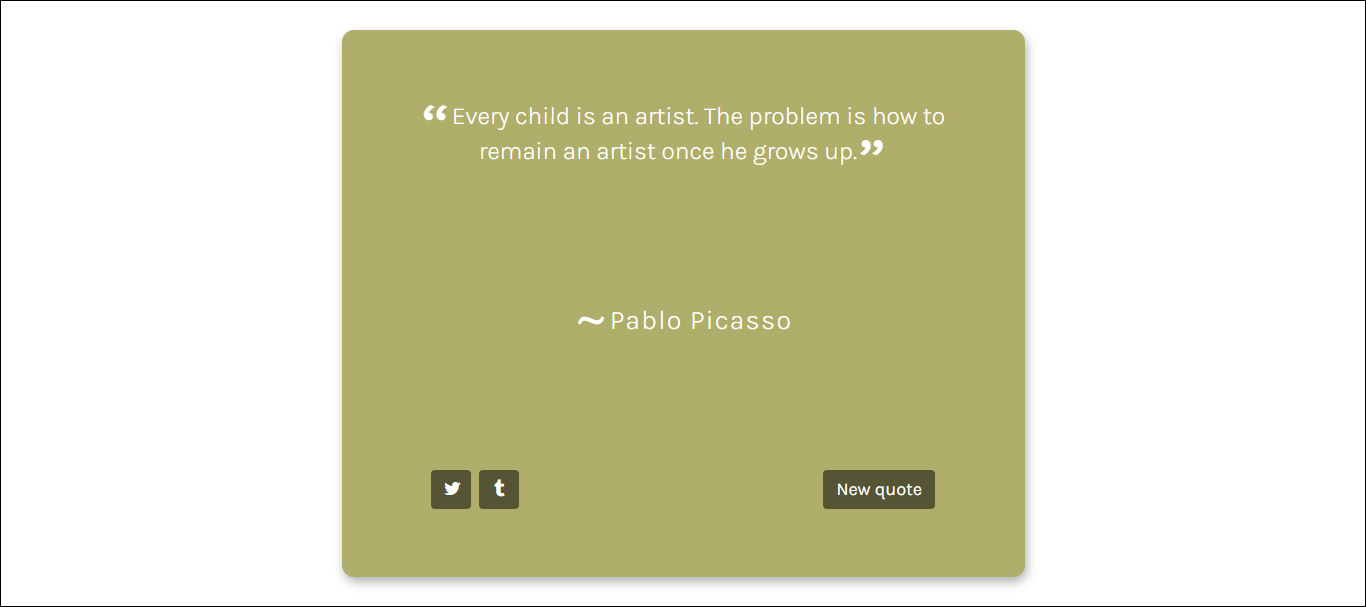 “Every child is an artist. The problem is how to
remain an artist once he grows up.”
~ Pablo Picasso
New quote